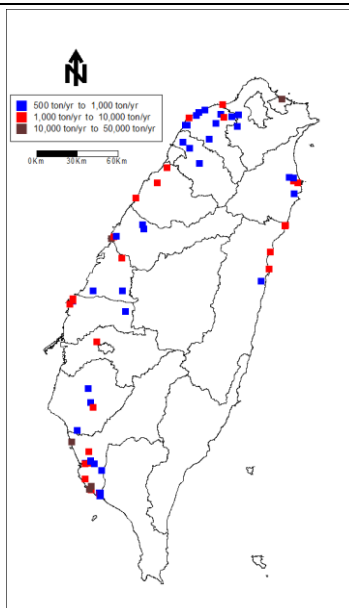 N
500 ton/yr to 1,000 ton/yr
1,000 ton/yr to 10,000 ton/yr
10,000 ton/yr to 50,000 ton/yr
0Km 30Km 60Km